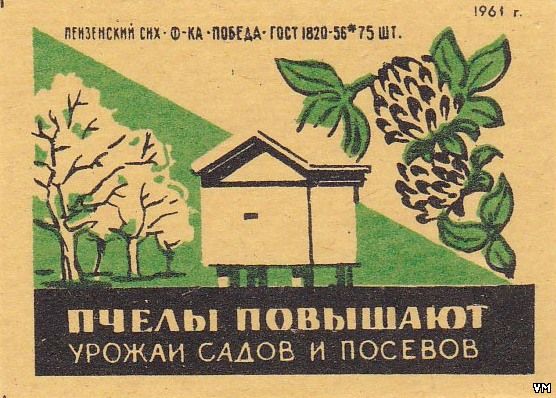 1961 г.
ПЕНЗЕНСКИЙ СНХ • Ф-КА • ПОБЕДА • ГОСТ 1820-56 * 75 ШТ.
ПЧЕЛЫ ПОВЫШАЮТ
УРОЖАИ САДОВ И ПОСЕВОВ
VM